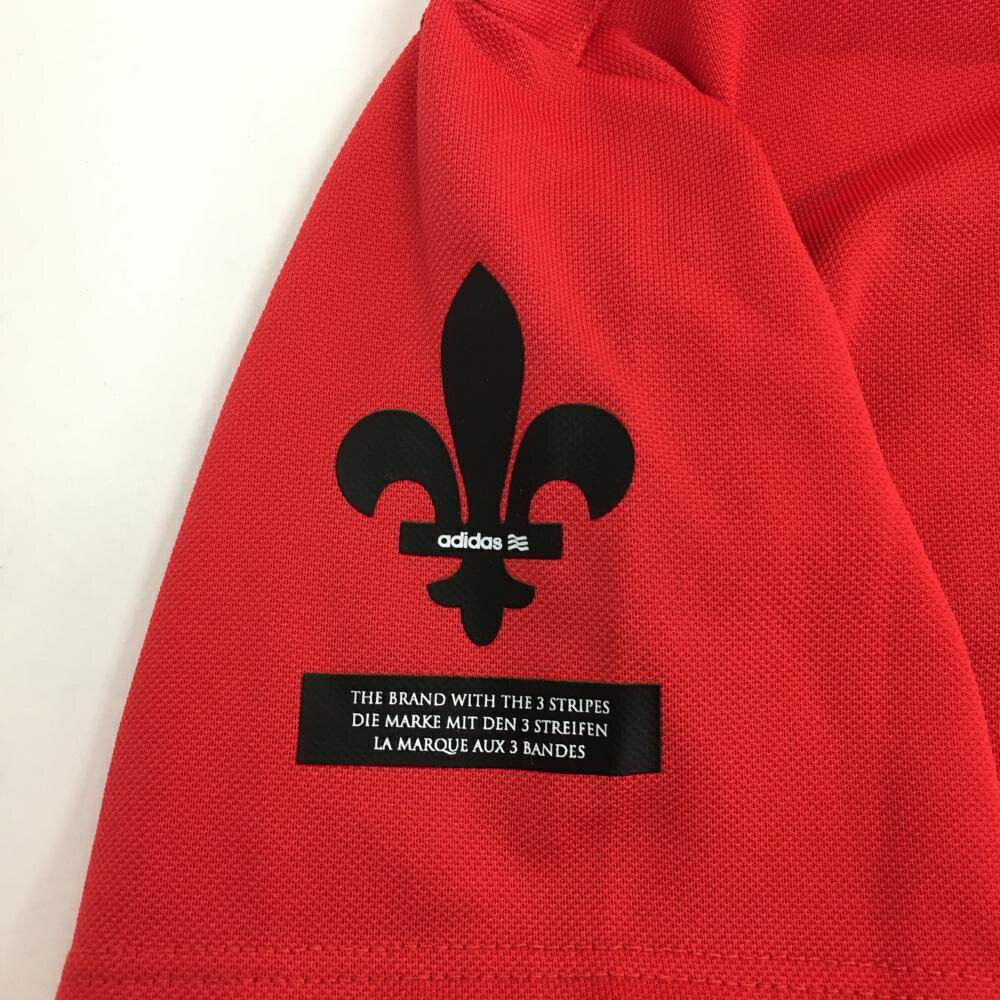 adidas
THE BRAND WITH THE 3 STRIPES
DIE MARKE MIT DEN 3 STREIFEN
LA MARQUE AUX 3 BANDES